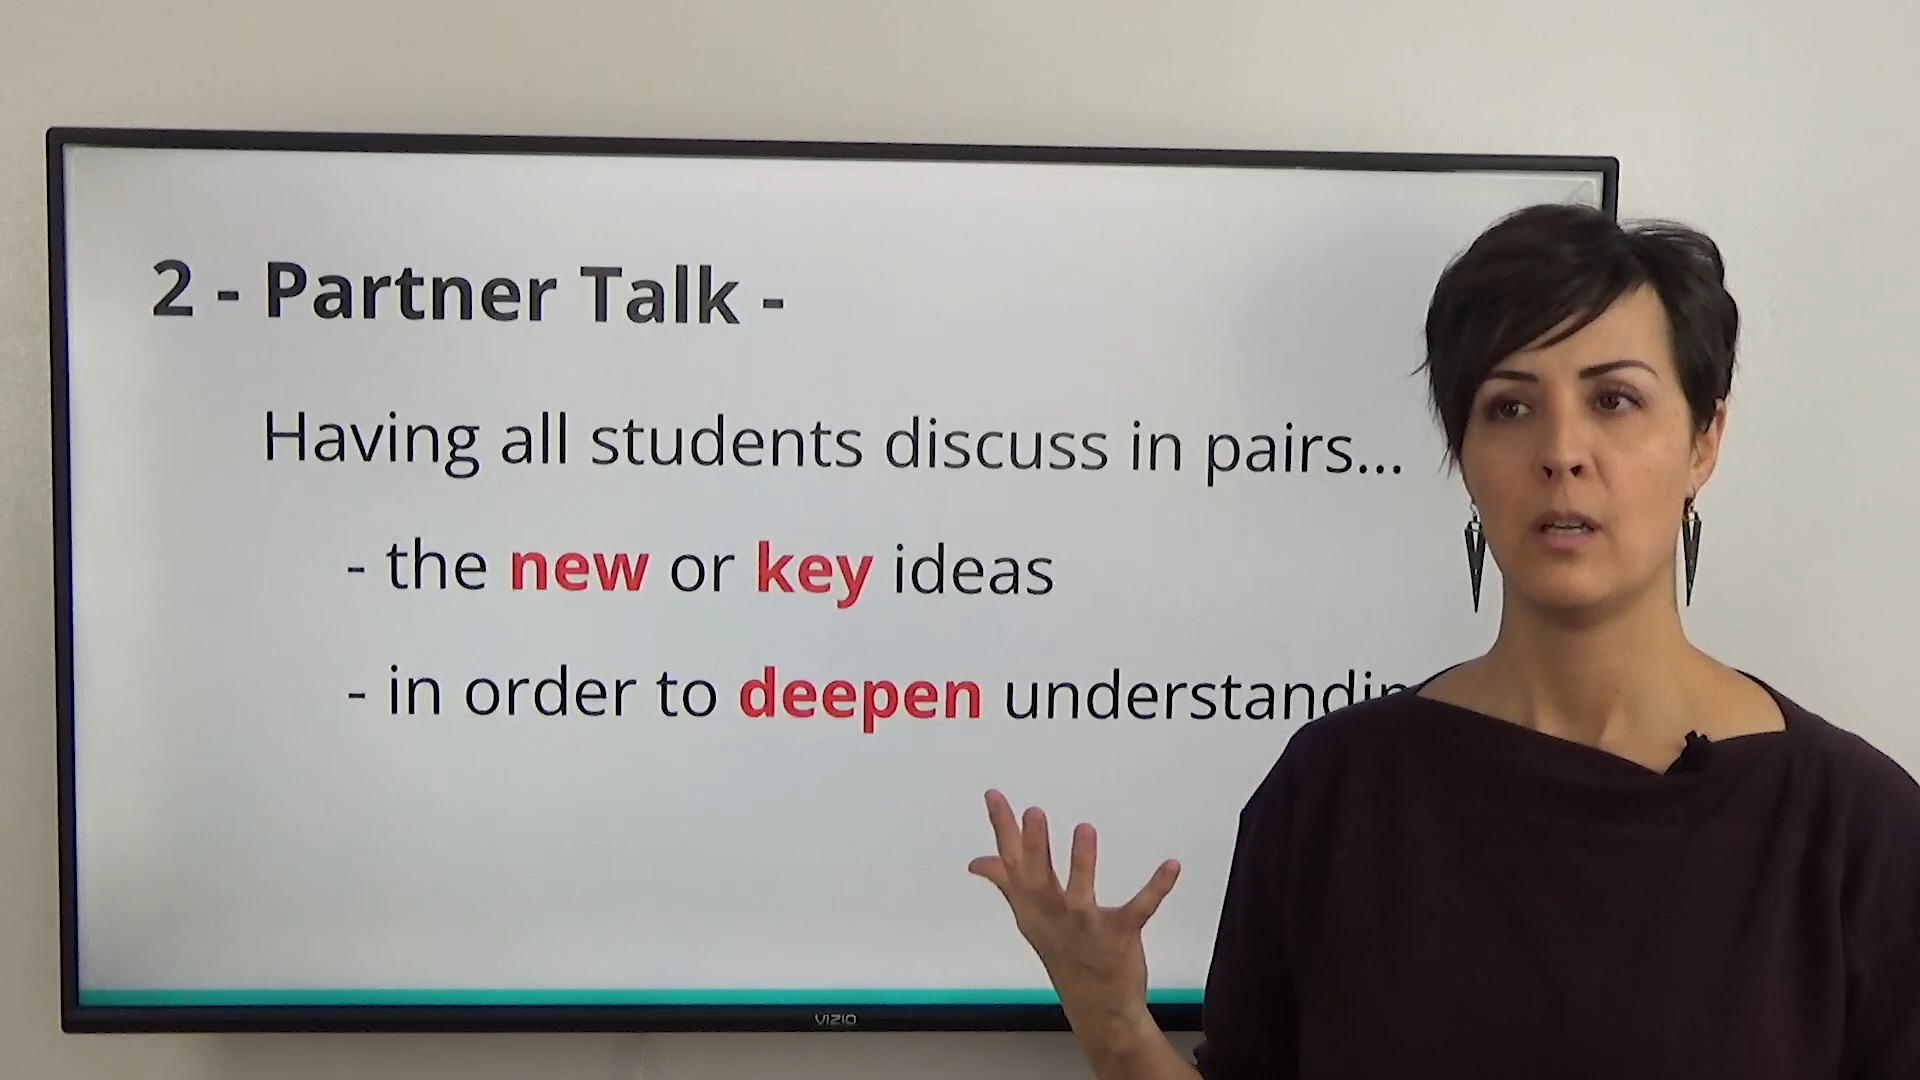 2 - Partner Talk -
Having all students discuss in pairs...
- the new or key ideas
- in order to deepen
VIZIO